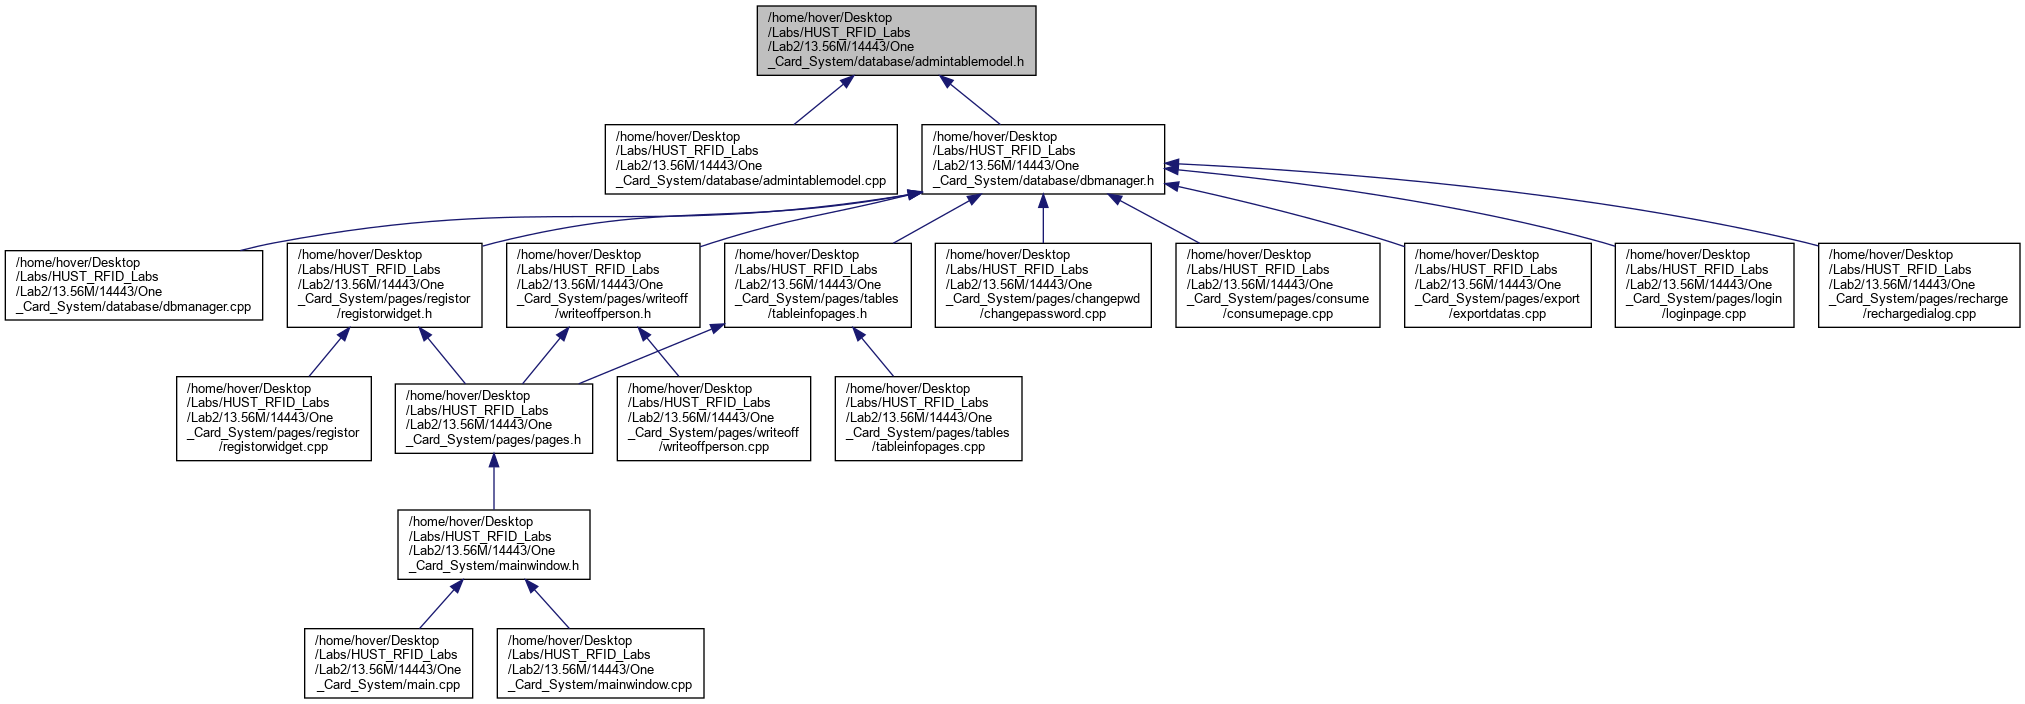 /home/hover/Desktop
/Labs/HUST_RFID_Labs
/Lab2/13.56M/14443/One
_Card_System/database/admintablemodel.h
/home/hover/Desktop
/Labs/HUST_RFID_Labs
/Lab2/13.56M/14443/One
_Card_System/database/admintablemodel.cpp
/home/hover/Desktop
/Labs/HUST_RFID_Labs
/Lab2/13.56M/14443/One
_Card_System/database/dbmanager.h
/home/hover/Desktop
/Labs/HUST_RFID_Labs
/Lab2/13.56M/14443/One
_Card_System/database/dbmanager.cpp
/home/hover/Desktop
/Labs/HUST_RFID_Labs
/Lab2/13.56M/14443/One
_Card_System/pages/registor
/registorwidget.h
/home/hover/Desktop
/Labs/HUST_RFID_Labs
/Lab2/13.56M/14443/One
_Card_System/pages/writeoff
/writeoffperson.h
/home/hover/Desktop
/Labs/HUST_RFID_Labs
/Lab2/13.56M/14443/One
_Card_System/pages/tables
/tableinfopages.h
/home/hover/Desktop
/Labs/HUST_RFID_Labs
/Lab2/13.56M/14443/One
_Card_System/pages/changepwd
/changepassword.cpp
/home/hover/Desktop
/Labs/HUST_RFID_Labs
/Lab2/13.56M/14443/One
_Card_System/pages/consume
/consumepage.cpp
/home/hover/Desktop
/Labs/HUST_RFID_Labs
/Lab2/13.56M/14443/One
_Card_System/pages/export
/exportdatas.cpp
/home/hover/Desktop
/Labs/HUST_RFID_Labs
/Lab2/13.56M/14443/One
_Card_System/pages/login
/loginpage.cpp
/home/hover/Desktop
/Labs/HUST_RFID_Labs
/Lab2/13.56M/14443/One
_Card_System/pages/recharge
/rechargedialog.cpp
/home/hover/Desktop
/Labs/HUST_RFID_Labs
/Lab2/13.56M/14443/One
_Card_System/pages/registor
/registorwidget.cpp
/home/hover/Desktop
/Labs/HUST_RFID_Labs
/Lab2/13.56M/14443/One
_Card_System/pages/pages.h
/home/hover/Desktop
/Labs/HUST_RFID_Labs
/Lab2/13.56M/14443/One
_Card_System/pages/writeoff
/writeoffperson.cpp
/home/hover/Desktop
/Labs/HUST_RFID_Labs
/Lab2/13.56M/14443/One
_Card_System/pages/tables
/tableinfopages.cpp
/home/hover/Desktop
/Labs/HUST_RFID_Labs
/Lab2/13.56M/14443/One
_Card_System/mainwindow.h
/home/hover/Desktop
/Labs/HUST_RFID_Labs
/Lab2/13.56M/14443/One
_Card_System/main.cpp
/home/hover/Desktop
/Labs/HUST_RFID_Labs
/Lab2/13.56M/14443/One
_Card_System/mainwindow.cpp